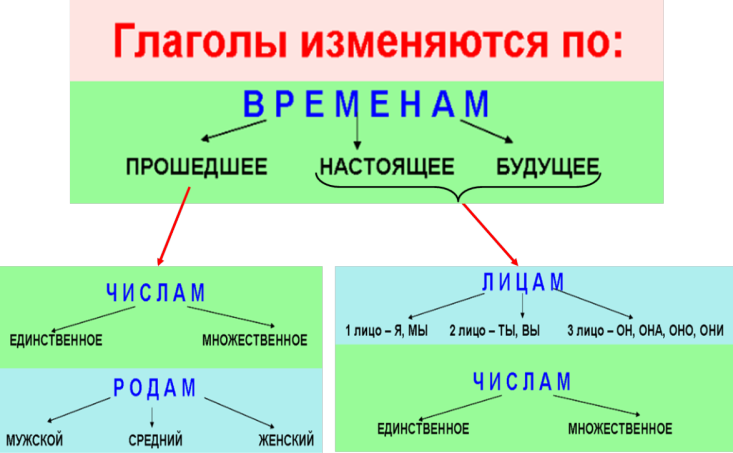 Глаголы изменяются по:
ВРЕМЕНАМ
ПРОШЕДШЕЕ НАСТОЯЩЕЕ БУДУЩЕЕ
ЧИСЛАМ
ЕДИНСТВЕННОЕ МНОЖЕСТВЕННОЕ
РОДАМ
МУЖСКОЙ СРЕДНИЙ ЖЕНСКИЙ
ЛИЦАМ
1 лицо – Я, МЫ 2 лицо – ТЫ, ВЫ 3 лицо – ОН, ОНА, ОНО, ОНИ
ЧИСЛАМ
ЕДИНСТВЕННОЕ МНОЖЕСТВЕННОЕ